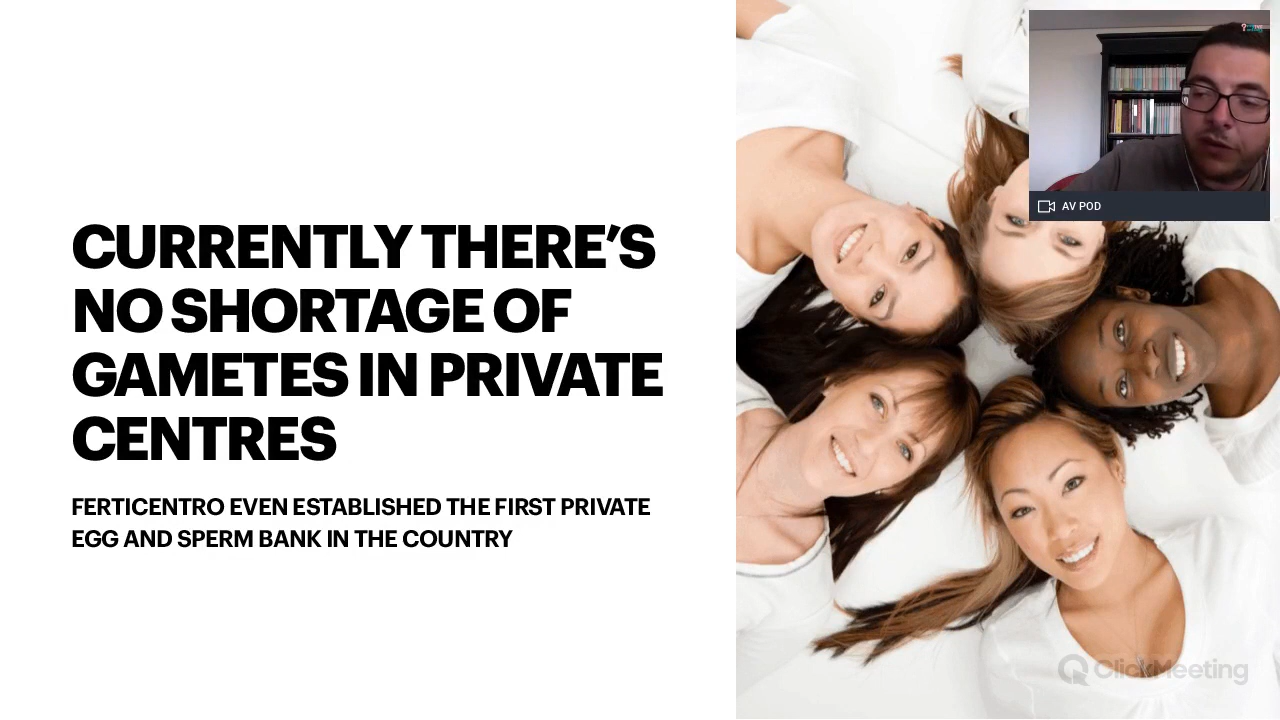 CURRENTLY THERE’S
NO SHORTAGE OF
GAMETES IN PRIVATE
CENTRES
FERTICENTRO EVEN ESTABLISHED THE FIRST PRIVATE
EGG AND SPERM BANK IN THE COUNTRY
AV POD
ClickMeeting